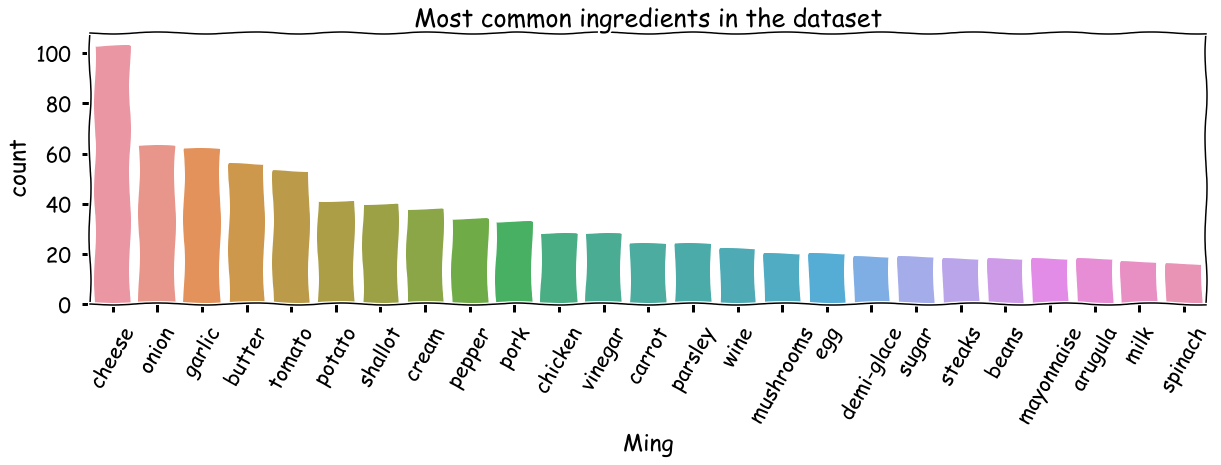 Most common ingredients in the dataset
count
100
80
60
40
20
0
cheese
onion
garlic
butter
tomato
potato
shallot
cream
pepper
pork
chicken
vinegar
carrot
parsley
wine
mushrooms
egg
demi-glace
sugar
steaks
beans
mayonnaise
arugula
milk
spinach
Ming